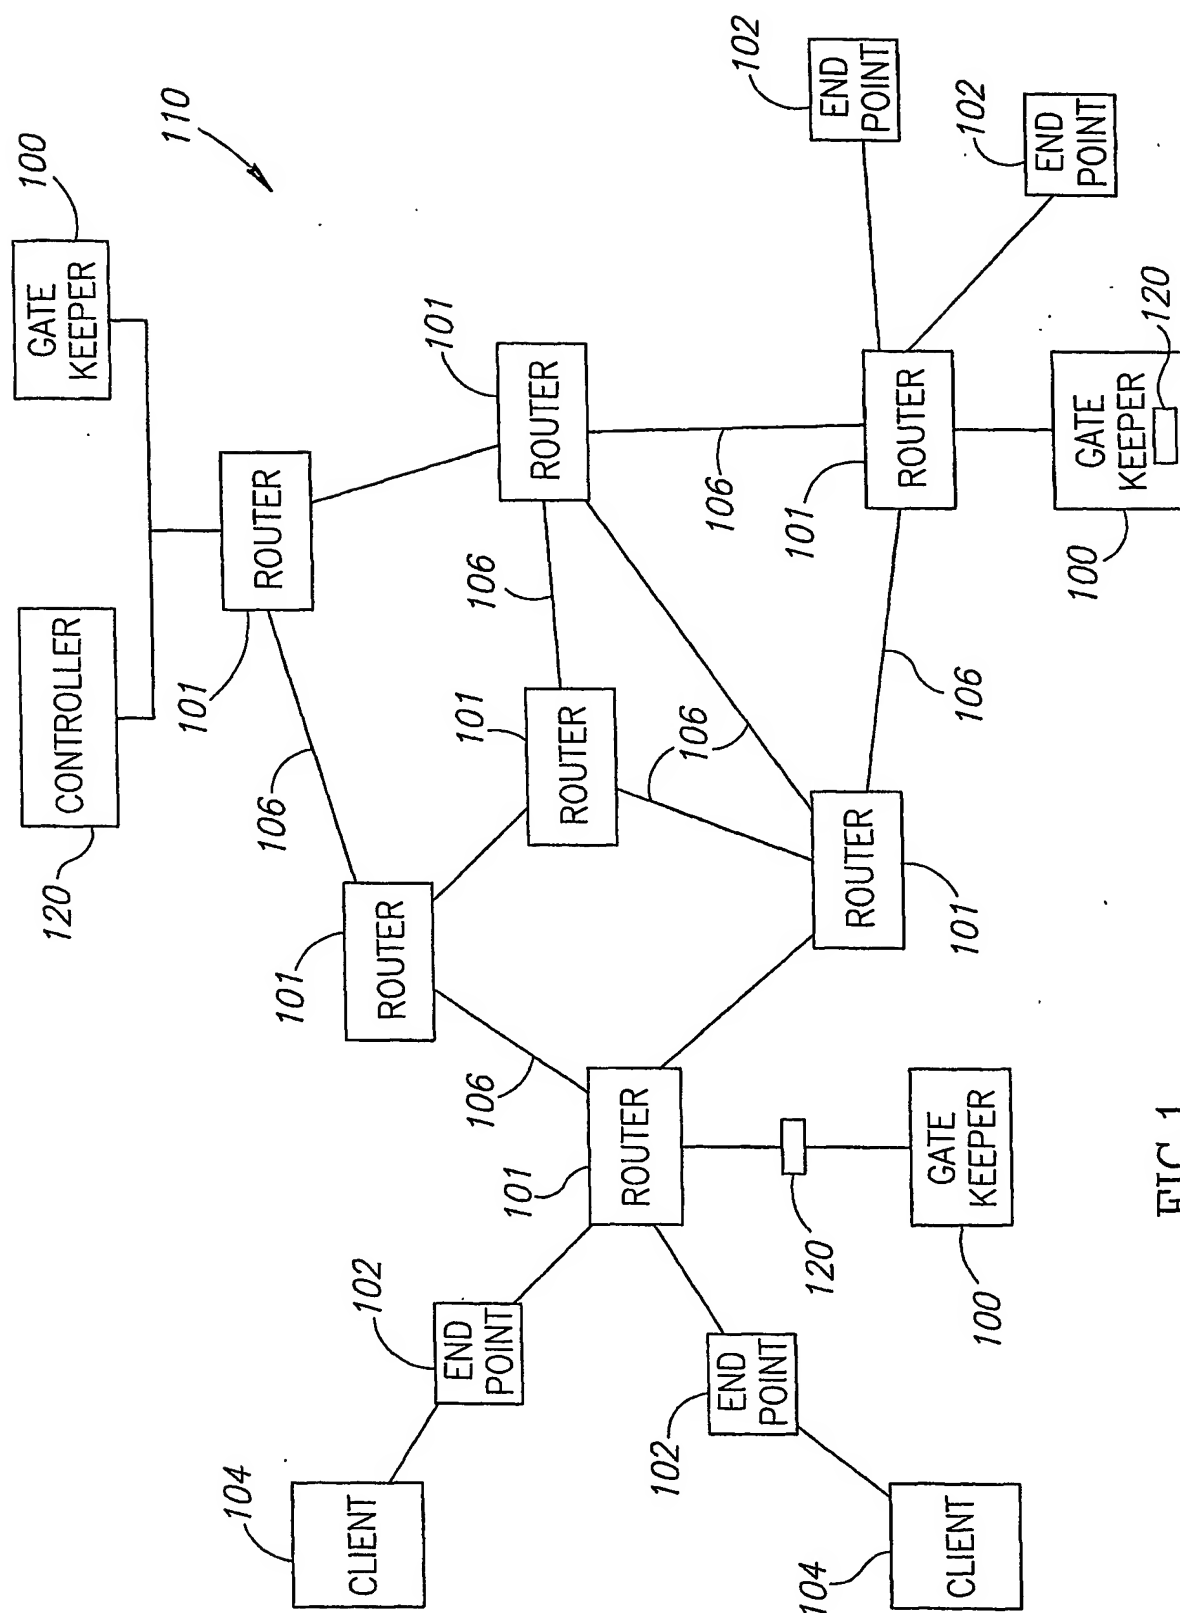 120
CONTROLLER
GATE
KEEPER
100
110
101
104
106
ROUTER
101
102
CLIENT
ROUTER
101
106
101
106
END
POINT
101
ROUTER
ROUTER
ROUTER
102
106
106
102
END
POINT
101
104
120
END
POINT
ROUTER
ROUTER
CLIENT
GATE
KEEPER
100
101
106
102
END
POINT
100
GATE
KEEPER
120
FIG.1